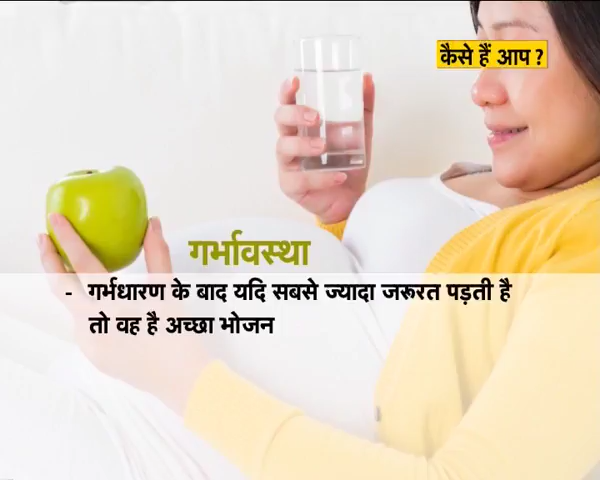 कैसे हैं आप ?
गर्भावस्था
- गर्भधारण के बाद यदि सबसे ज्यादा जरूरत पड़ती है
तो वह है अच्छा भोजन